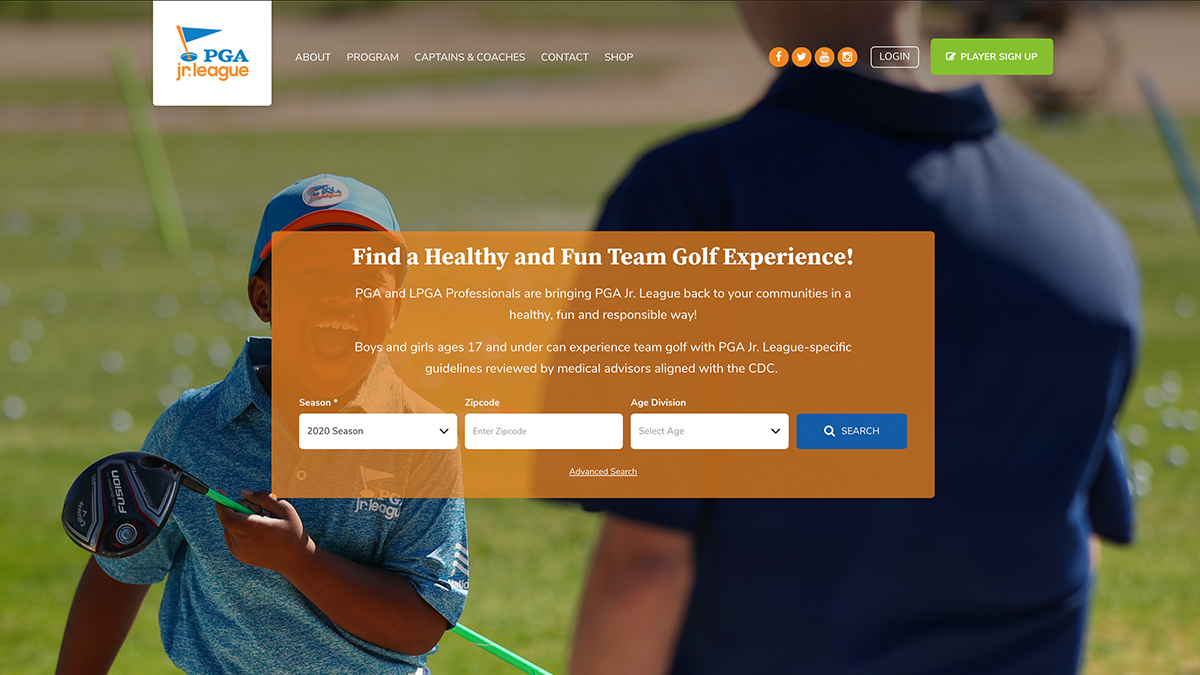 PGA
jr.league
ABOUT
PROGRAM
CAPTAINS & COACHES
CONTACT
SHOP
LOGIN
PLAYER SIGN UP
Find a Healthy and Fun Team Golf Experience!
PGA and LPGA Professionals are bringing PGA Jr. League back to your communities in a
healthy, fun and responsible way!
Boys and girls ages 17 and under can experience team golf with PGA Jr. League-specific
guidelines reviewed by medical advisors aligned with the CDC.
Season *
Zipcode
Age Division
2020 Season
Enter Zipcode
Select Age
SEARCH
Advanced Search
PGA
jr.league
FUSION